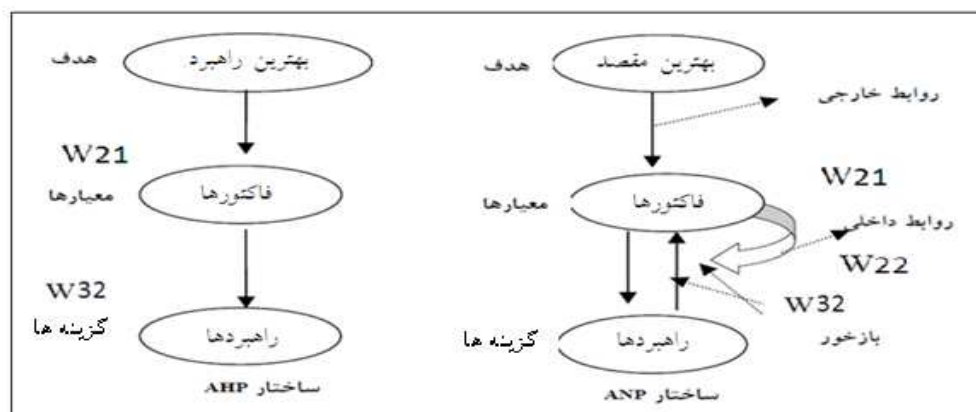 هدف
بهترین مقصد
روابط خارجی
W21
معیارها
فاکتورها
روابط داخلی
W22
W32
گزینه ها
راهبردها
بازخور
ساختار ANP
هدف
بهترین راهبرد
W21
معیارها
فاکتورها
W32
گزینه ها
راهبردها
ساختار AHP